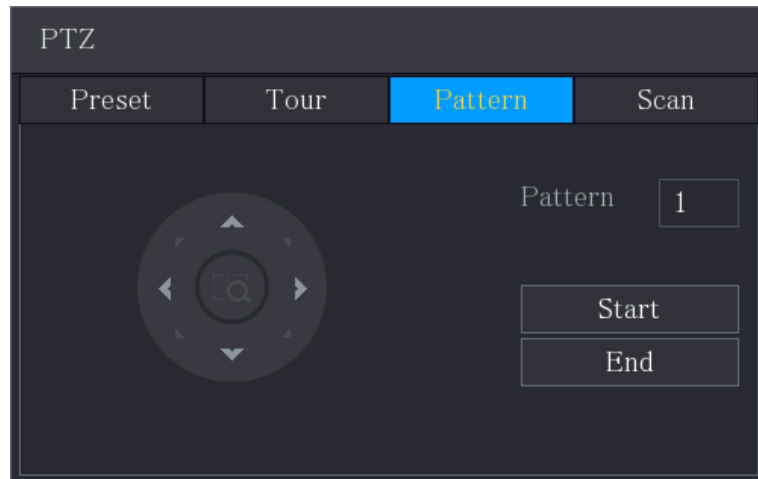 PTZ
Preset Tour Pattern Scan
Pattern 1
Start
End